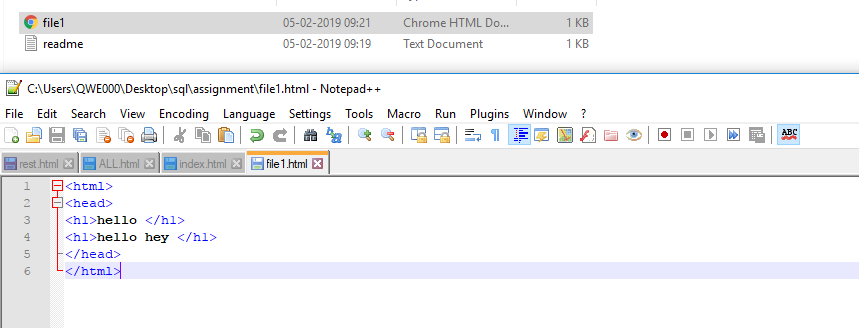 file1 05-02-2019 09:21 Chrome HTML Do... 1 KB
readme 05-02-2019 09:19 Text Document 1 KB
C:\Users\QWE000\Desktop\sql\assignment\file1.html - Notepad++
File Edit Search View Encoding Language Settings Tools Macro Run Plugins Window ?
ABC
rest.html ALL.html index.html file1.html
1 <html>
2 <head>
3 <h1>hello </h1>
4 <h1>hello hey </h1>
5 </head>
6 </html>